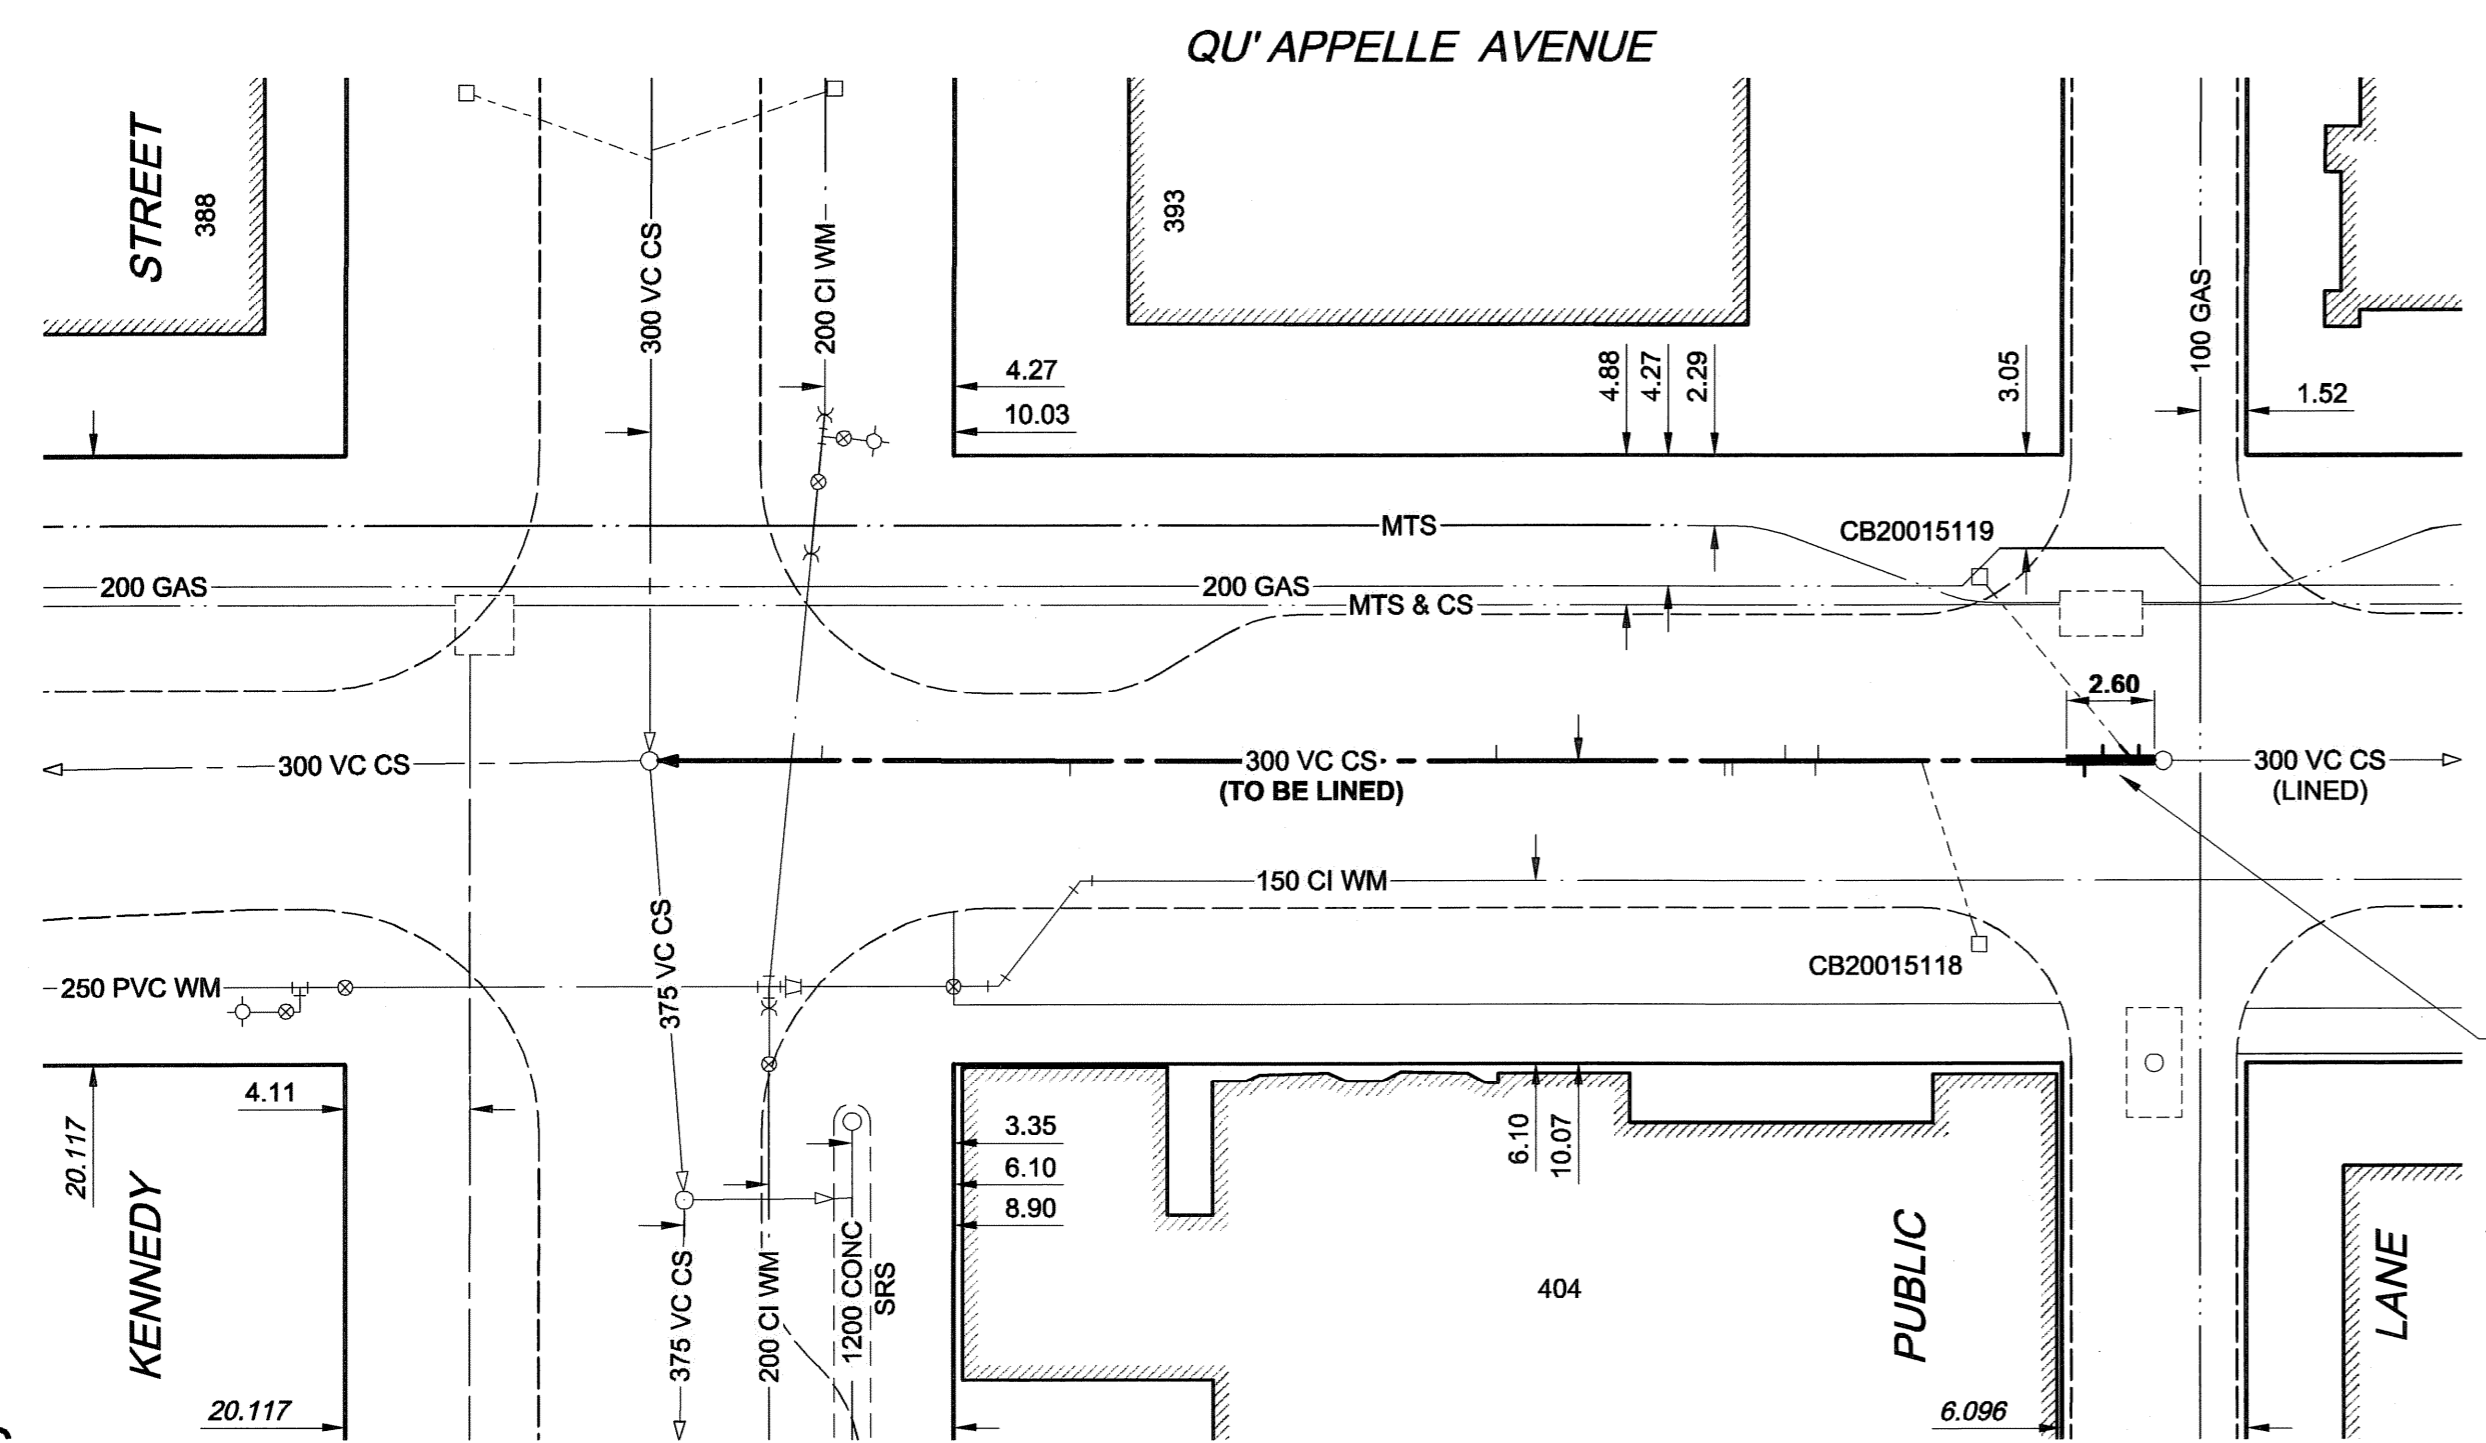 QU' APPELLE AVENUE
STREET
388
300 VC CS
200 CI WM
393
4.27
10.03
4.88
4.27
2.29
3.05
100 GAS
1.52
MTS
CB20015119
200 GAS
200 GAS
MTS & CS
2.60
300 VC CS
300 VC CS
(TO BE LINED)
300 VC CS
(LINED)
150 CI WM
375 VC CS
CB20015118
250 PVC WM
4.11
20.117
3.35
6.10
8.90
6.10
10.07
KENNEDY
375 VC CS
200 CI WM
1200 CONC
SRS
404
PUBLIC
LANE
20.117
6.096